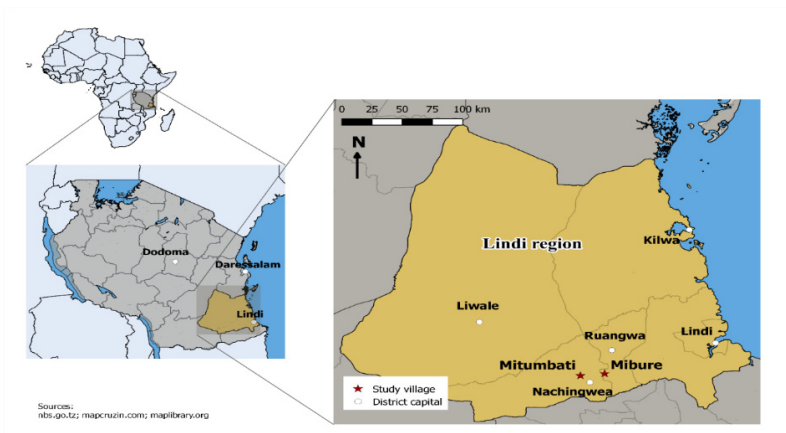 0 25 50 75 100 km
N
Lindi region
Kilwa
Liwale
Ruangwa
Lindi
Mitumbati
Mibure
Nachingwea
Study village
District capital
Dodoma
Daressalam
Lindi
Sources:
nbs.go.tz; mapcruzin.com; maplibrary.org